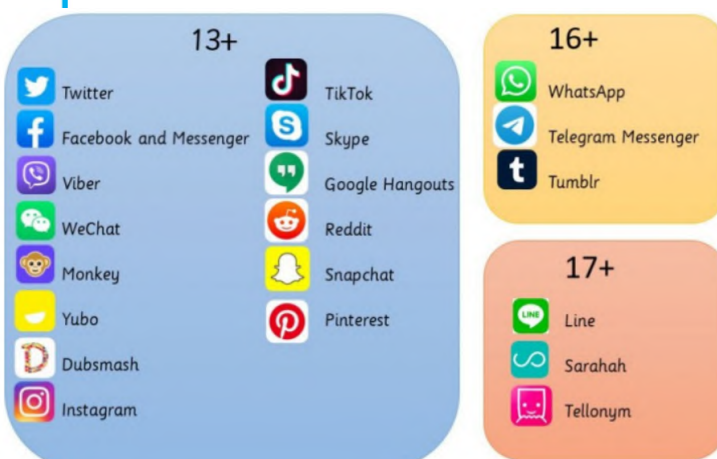 13+
Twitter
Facebook and Messenger
Viber
WeChat
Monkey
Yubo
Dubsmash
Instagram
TikTok
Skype
Google Hangouts
Reddit
Snapchat
Pinterest
16+
WhatsApp
Telegram Messenger
Tumblr
17+
LINE
Line
Sarahah
Tellonym